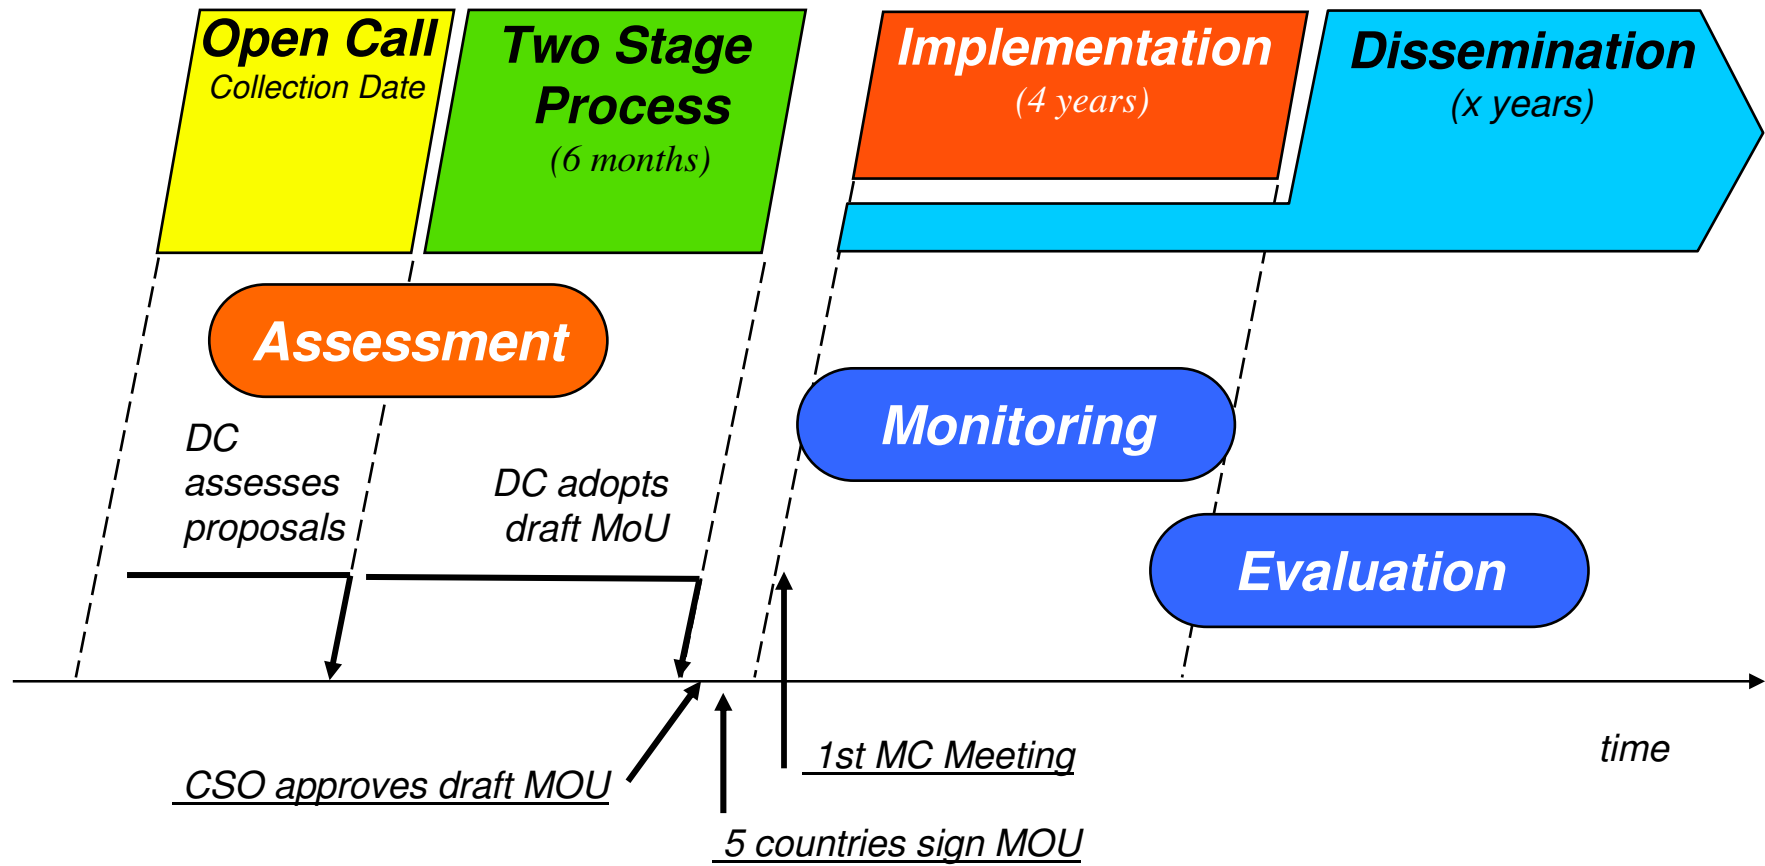 Open Call
Collection Date
Two Stage
Process
(6 months)
Implementation
(4 years)
Dissemination
(x years)
Assessment
Monitoring
Evaluation
DC
assesses
proposals
DC adopts
draft MoU
CSO approves draft MOU
1st MC Meeting
5 countries sign MOU
time